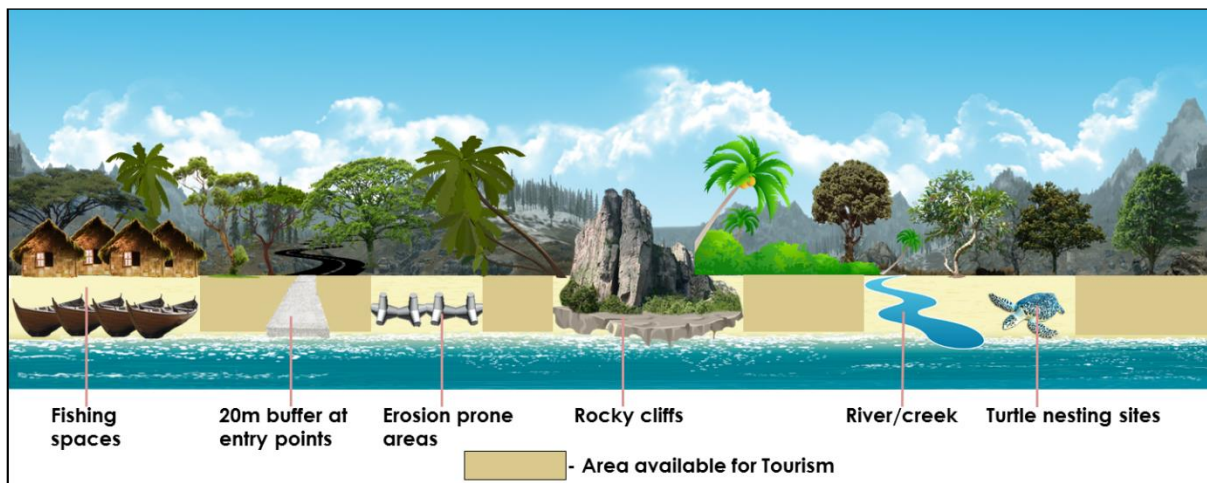 Fishing
spaces
20m buffer at
entry points
Erosion prone
areas
Rocky cliffs
River/creek
Turtle nesting sites
- Area available for Tourism